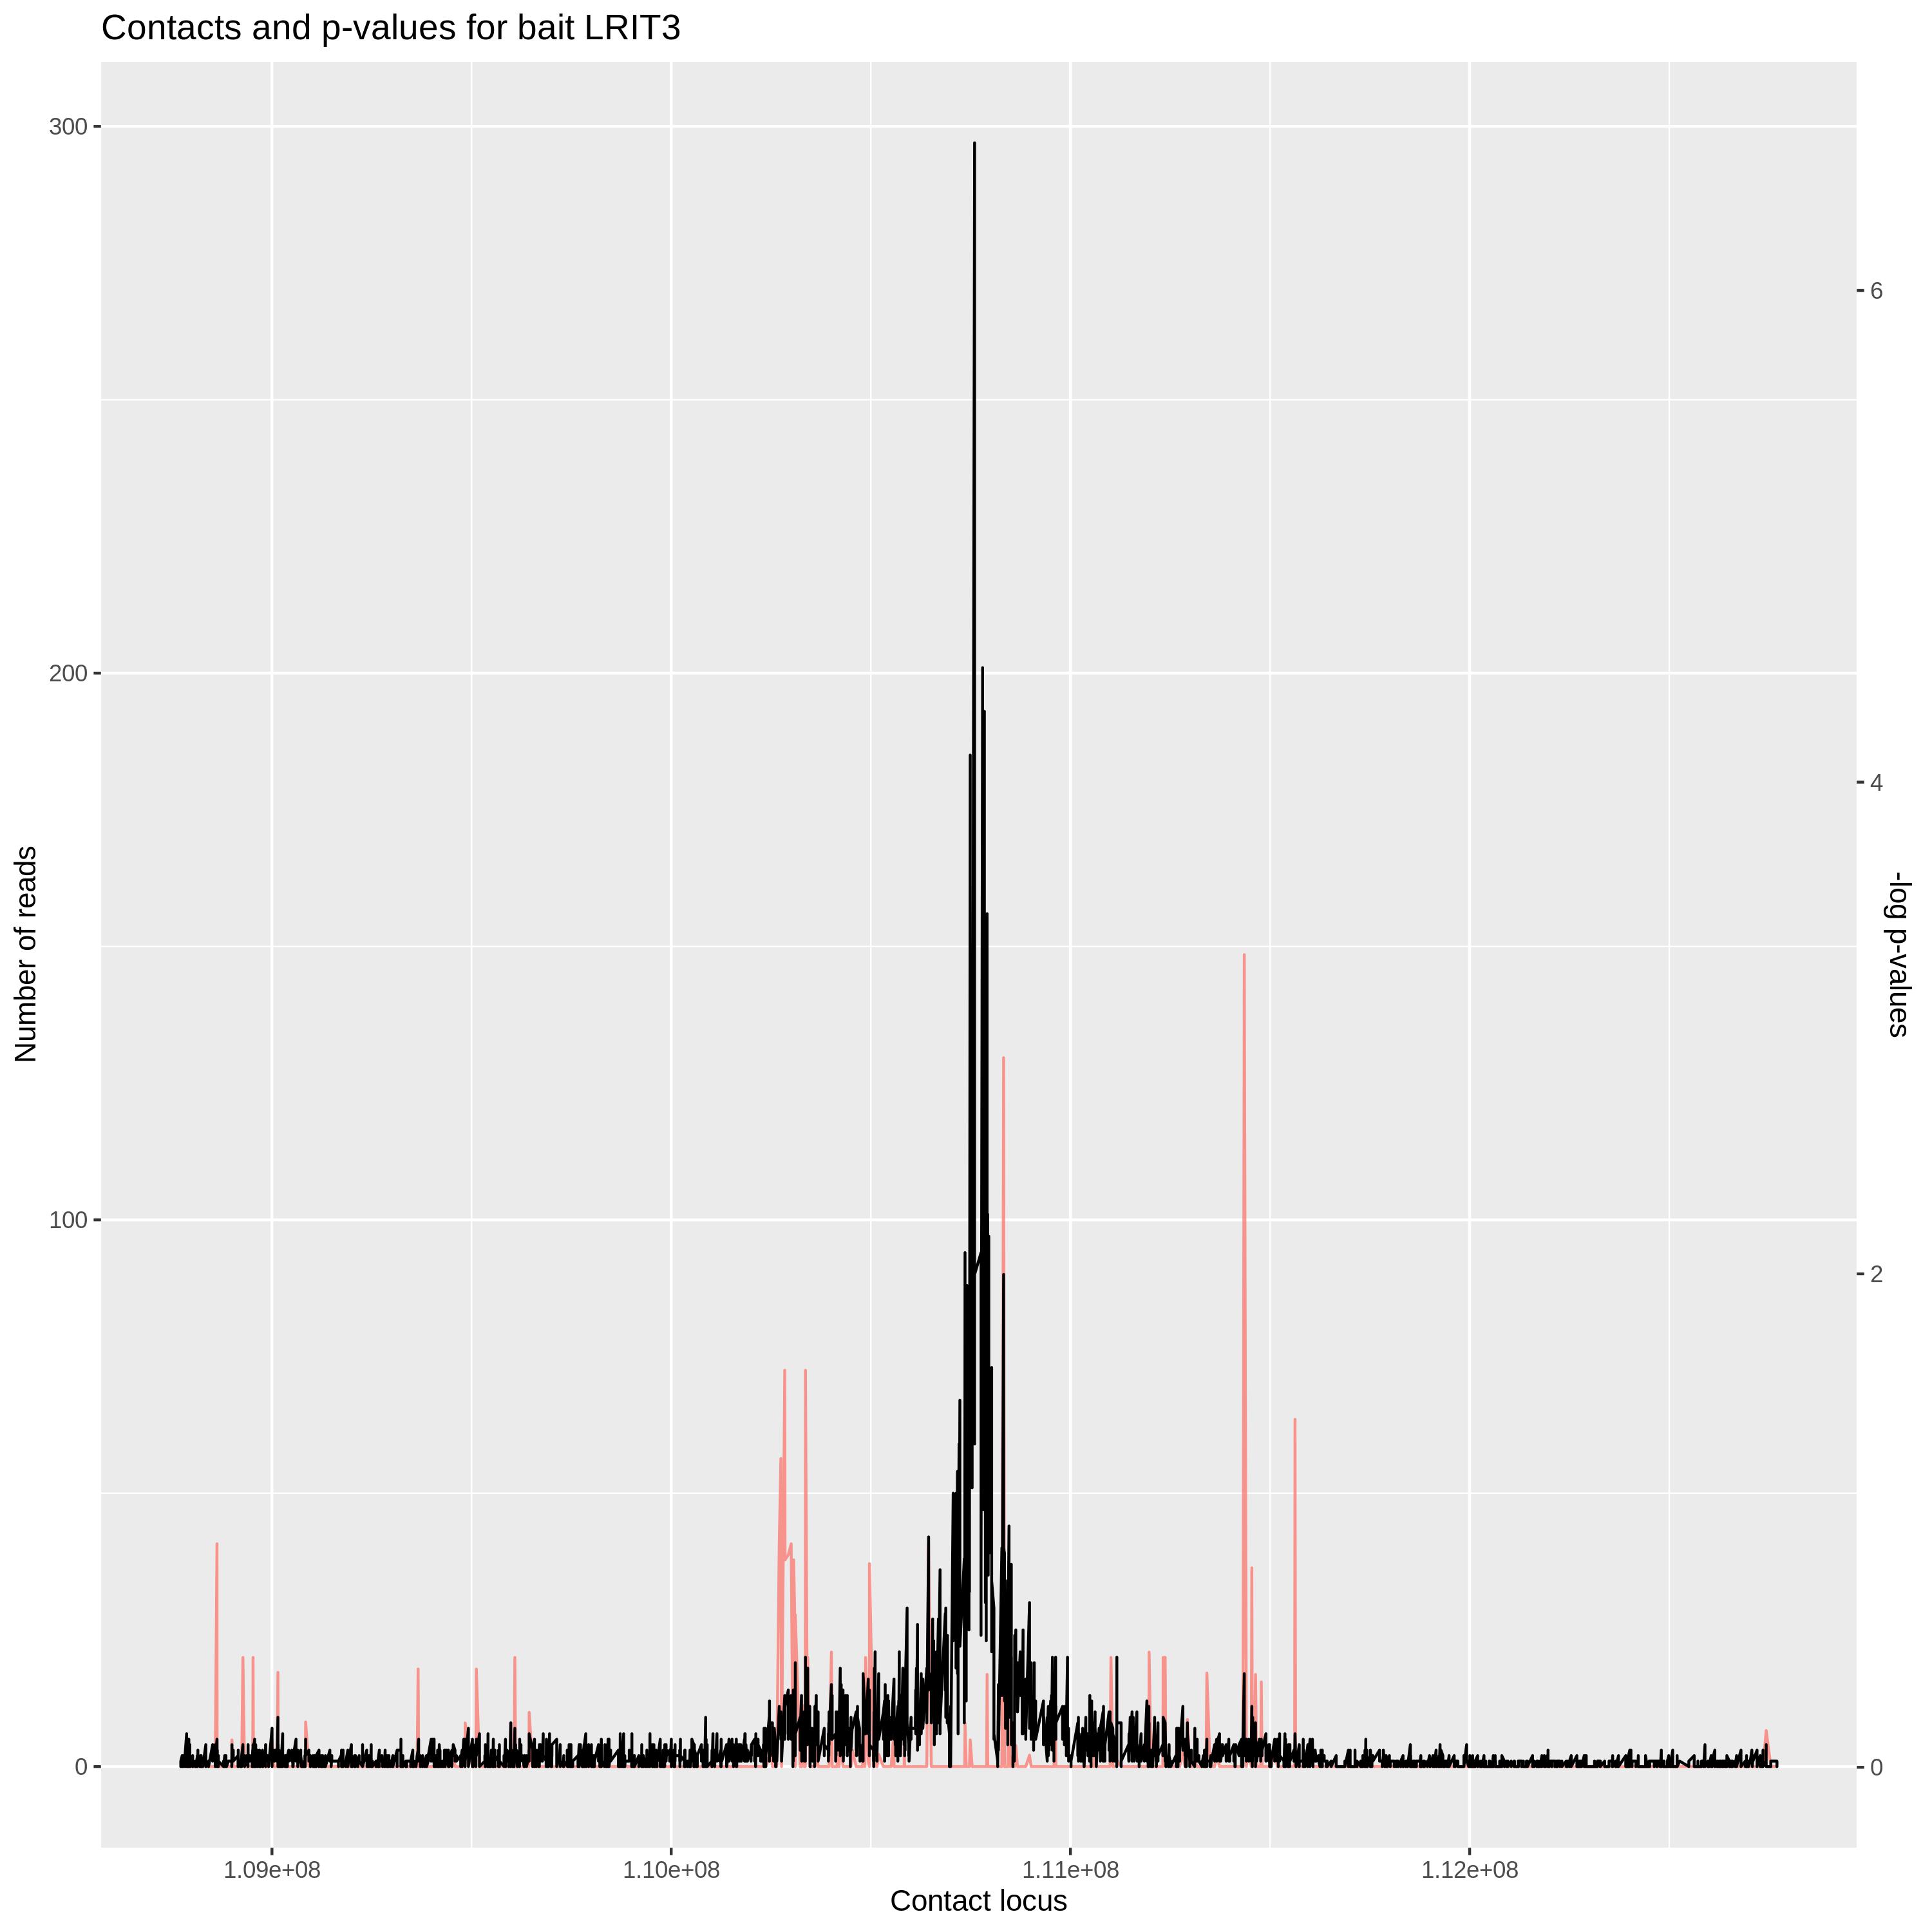 Contacts and p-values for bait LRIT3
300
200
100
0
Number of reads
6
4
2
0
-log p-values
1.09e+08
1.10e+08
1.11e+08
1.12e+08
Contact locus